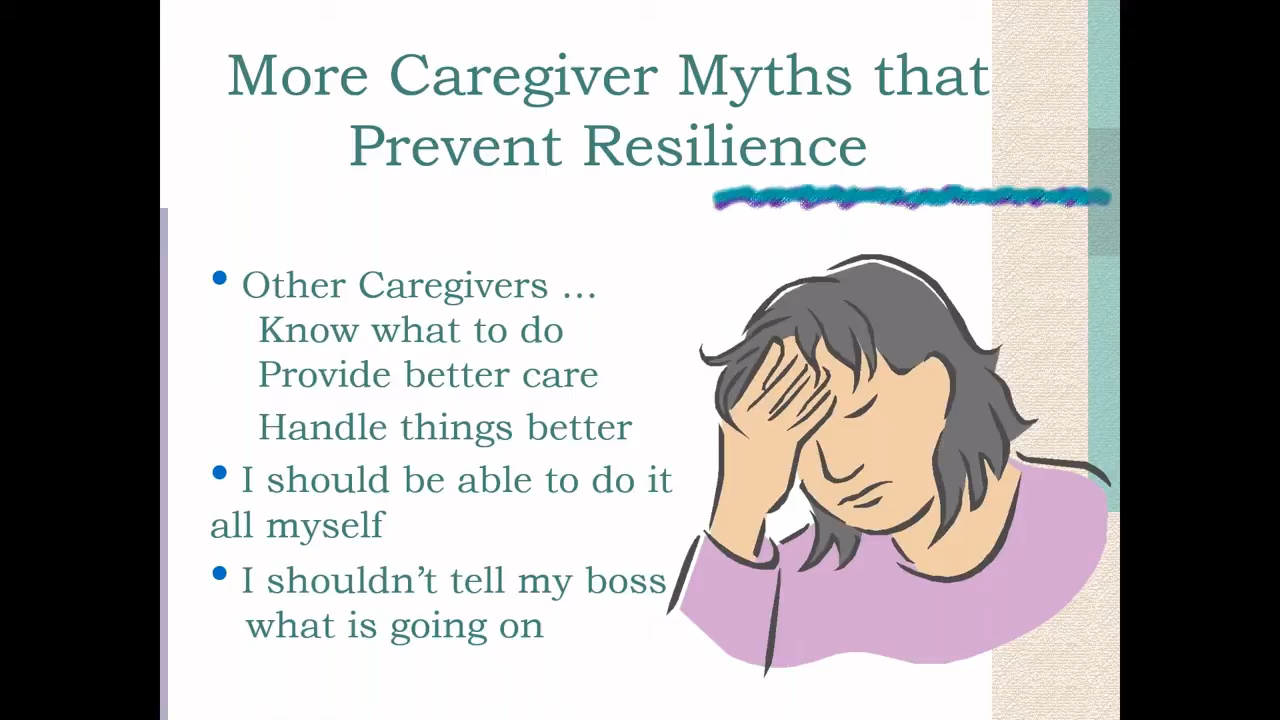 More Caregiver Myths that
Prevent Resilience
• Other Caregivers ...
Know what to do
Provide better care
Handle things better
• I should be able to do it
all myself
• I shouldn’t tell my boss
what is going on